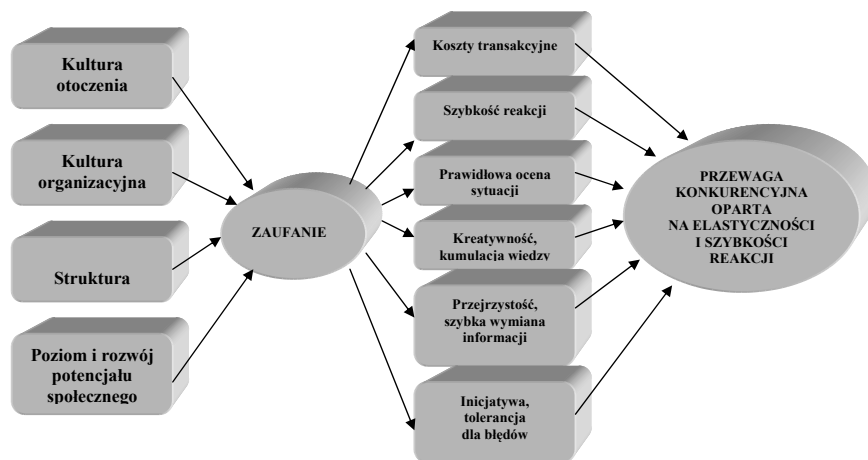 Kultura
otoczenia
Kultura
organizacyjna
Struktura
Poziom i rozwój
potencjału
społecznego
ZAUFANIE
Koszty transakcyjne
Szybkość reakcji
Prawidłowa ocena
sytuacji
Kreatywność,
kumulacja wiedzy
Przejrzystość,
szybka wymiana
informacji
Inicjatywa,
tolerancja
dla błędów
PRZEWAGA
KONKURENCYJNA
OPARTA
NA ELASTYCZNOŚCI
I SZYBKOŚCI
REAKCJI